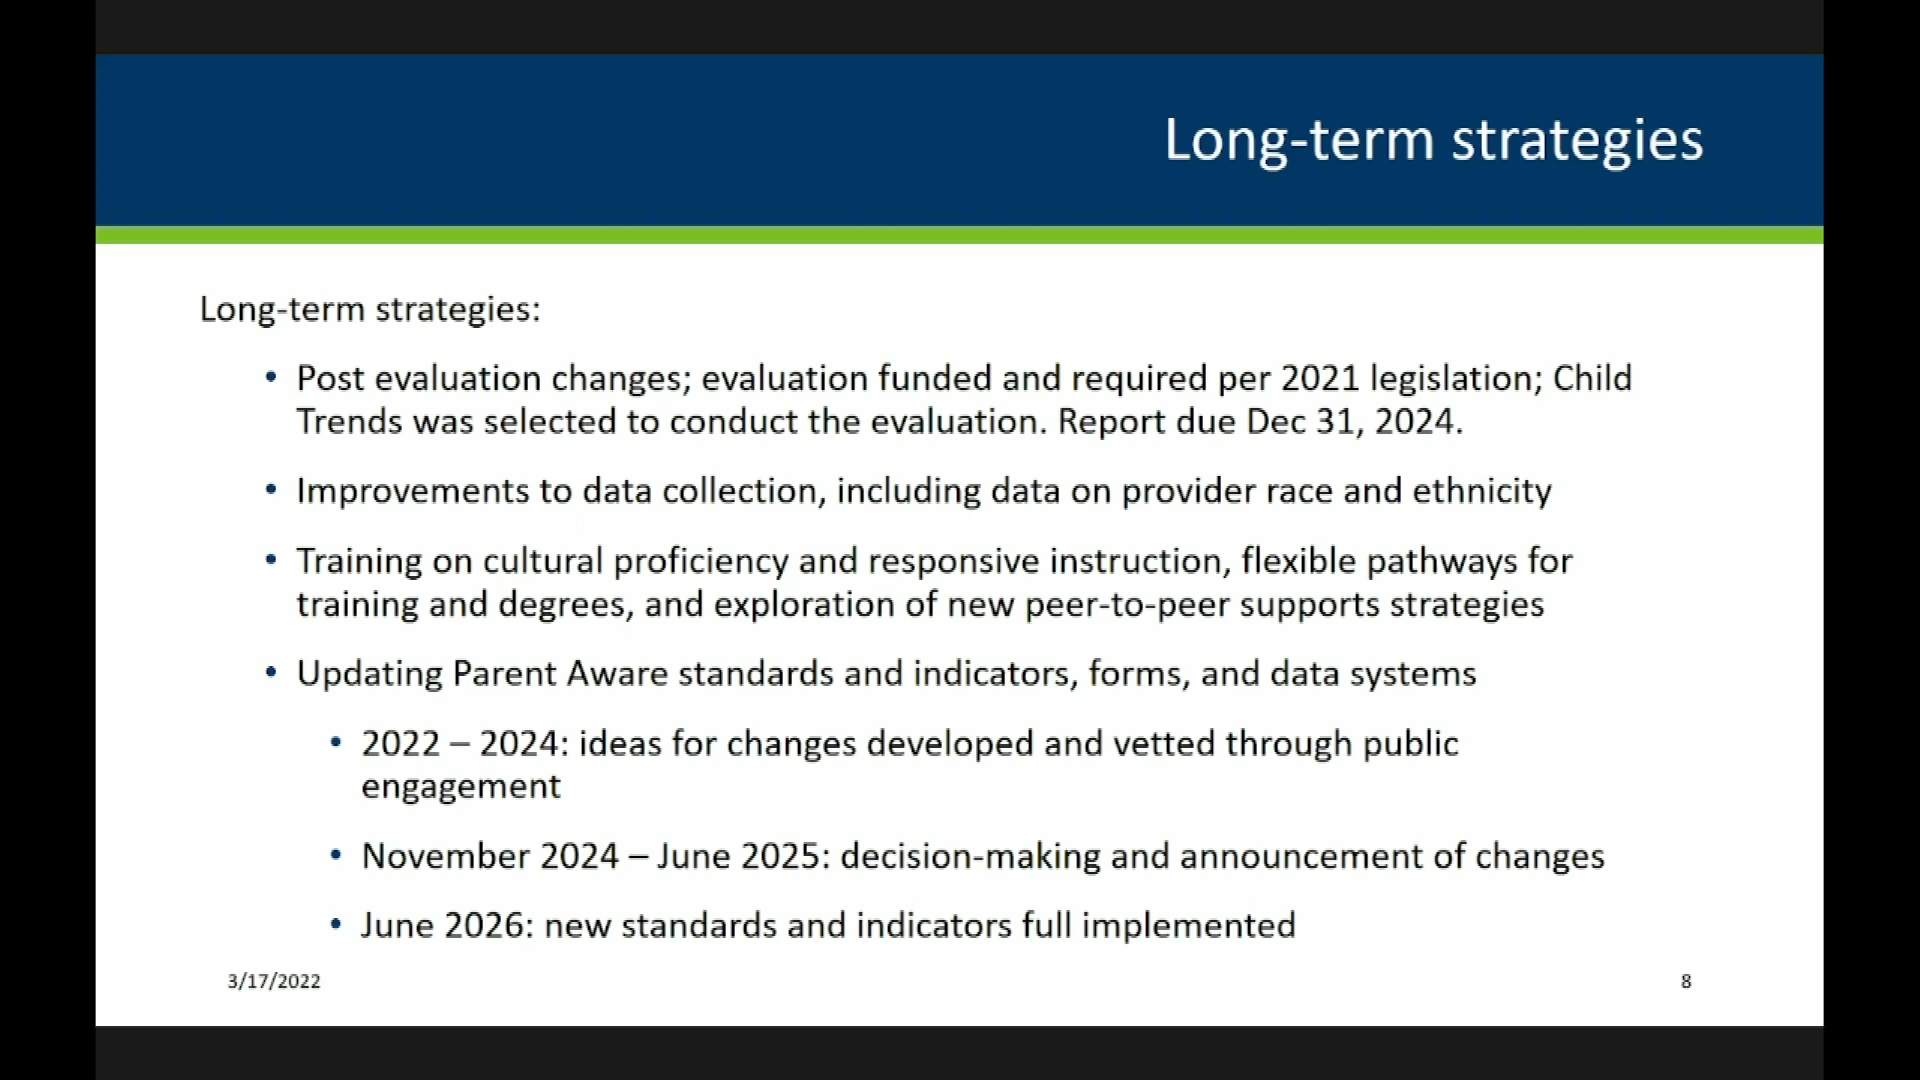 Long-term strategies
Long-term strategies:
• Post evaluation changes; evaluation funded and required per 2021 legislation; Child
Trends was selected to conduct the evaluation. Report due Dec 31, 2024.
• Improvements to data collection, including data on provider race and ethnicity
• Training on cultural proficiency and responsive instruction, flexible pathways for
training and degrees, and exploration of new peer-to-peer supports strategies
• Updating Parent Aware standards and indicators, forms, and data systems
• 2022 – 2024: ideas for changes developed and vetted through public
engagement
• November 2024 – June 2025: decision-making and announcement of changes
• June 2026: new standards and indicators full implemented
3/17/2022
8